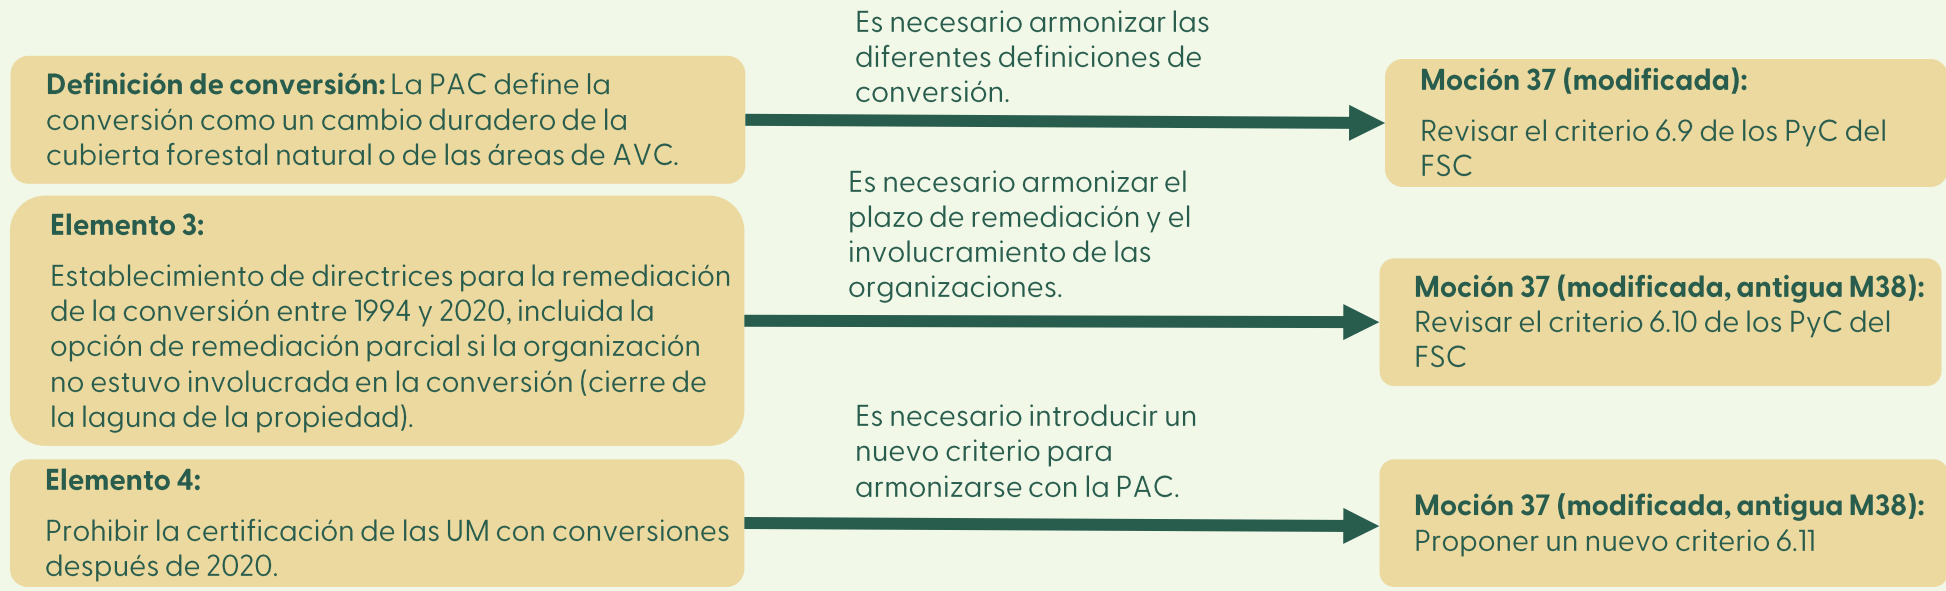 Definición de conversión: La PAC define la
conversión como un cambio duradero de la
cubierta forestal natural o de las áreas de AVC.
Es necesario armonizar las
diferentes definiciones de
conversión.
Moción 37 (modificada):
Revisar el criterio 6.9 de los PyC del
FSC
Elemento 3:
Establecimiento de directrices para la remediación
de la conversión entre 1994 y 2020, incluida la
opción de remediación parcial si la organización
no estuvo involucrada en la conversión (cierre de
la laguna de la propiedad).
Es necesario armonizar el
plazo de remediación y el
involucramiento de las
organizaciones.
Moción 37 (modificada, antigua M38):
Revisar el criterio 6.10 de los PyC del
FSC
Elemento 4:
Prohibir la certificación de las UM con conversiones
después de 2020.
Es necesario introducir un
nuevo criterio para
armonizarse con la PAC.
Moción 37 (modificada, antigua M38):
Proponer un nuevo criterio 6.11